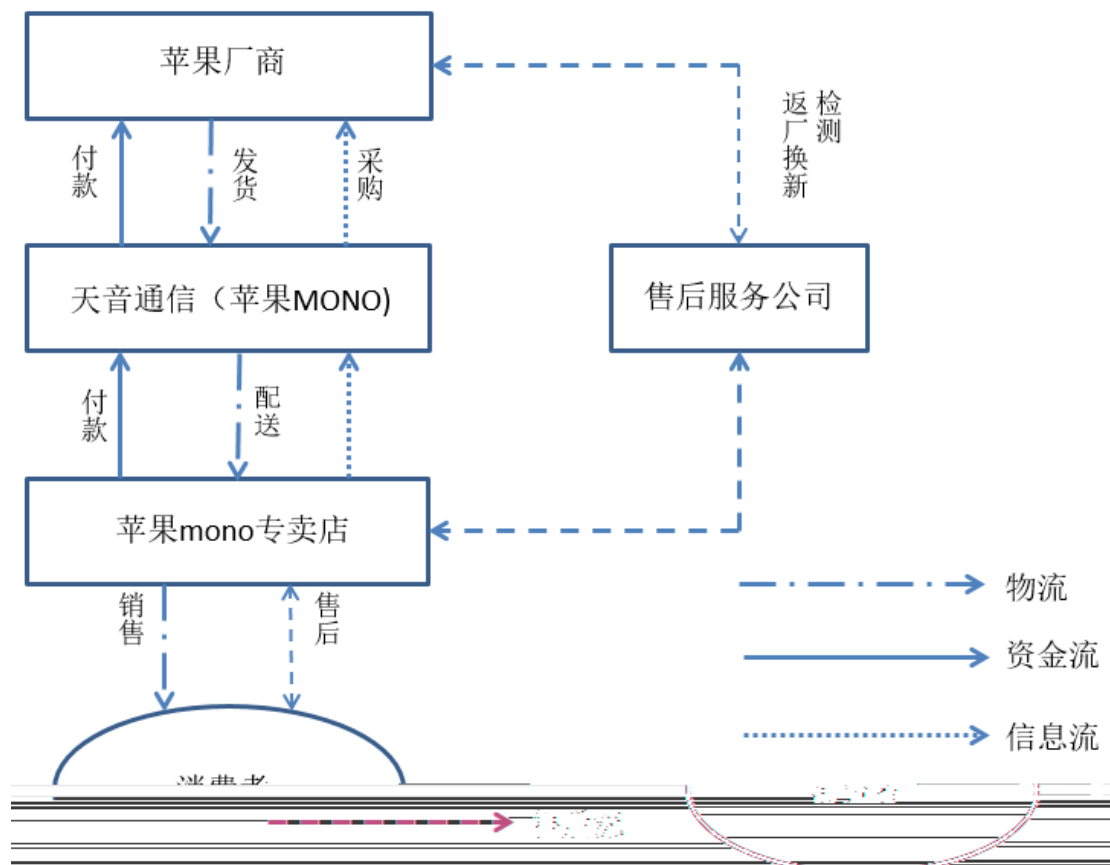 苹果厂商
付款
发货
采购
检测
返厂换新
天音通信（苹果MONO)
售后服务公司
付款
配送
苹果mono专卖店
销售
售后
物流
资金流
信息流